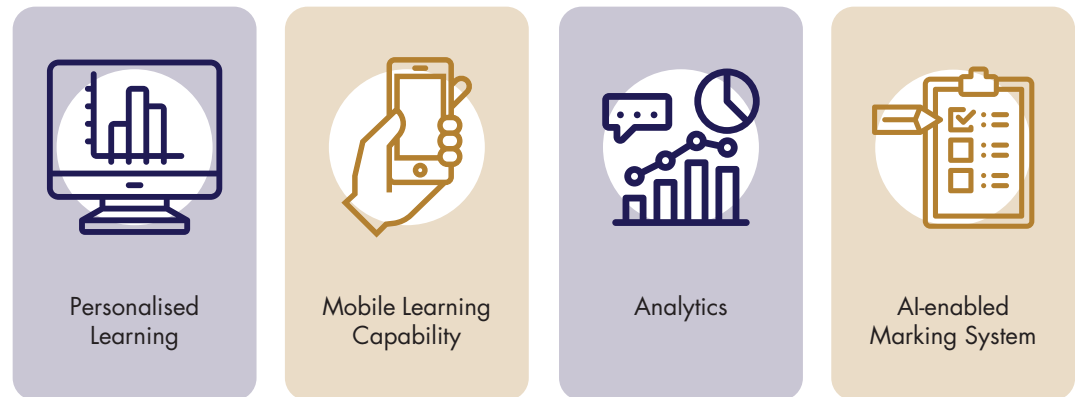 Personalised
Learning
Mobile Learning
Capability
Analytics
AI-enabled
Marking System